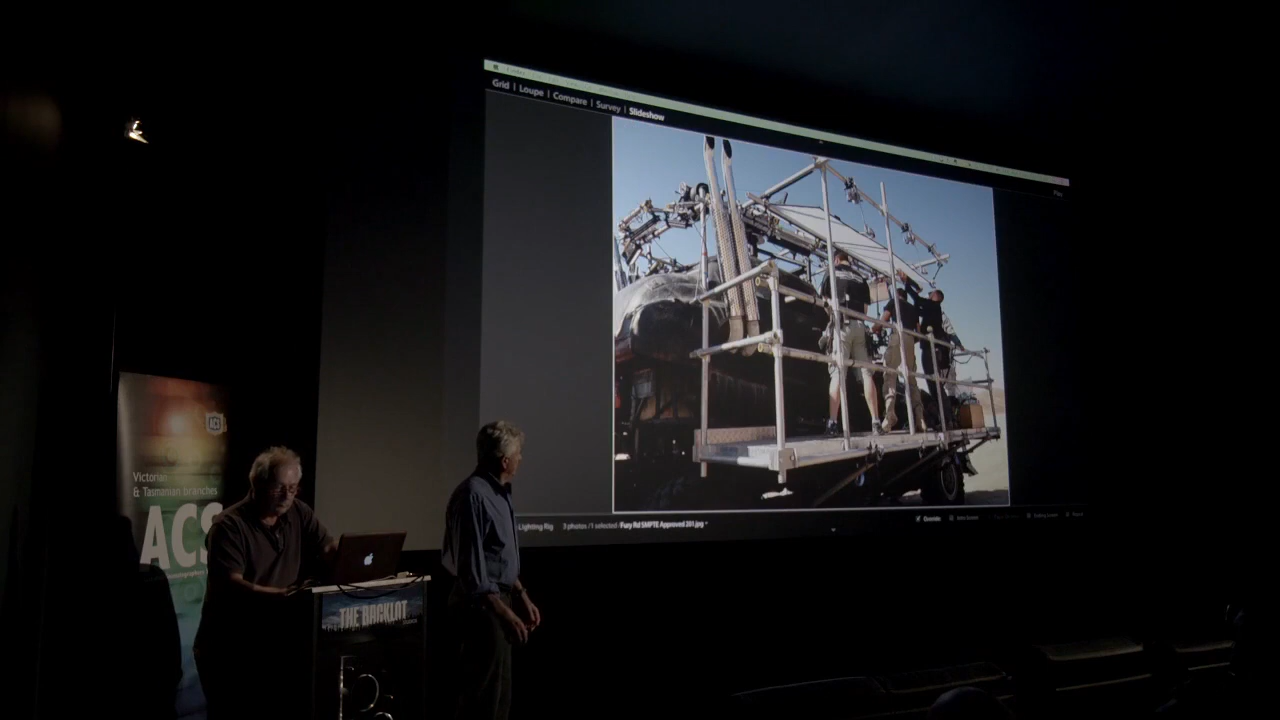 Grid | Loupe | Compare | Survey | Slideshow
Lighting Rig 3 photos / 1 selected / Fury Rd SMPTE Approved 201.jpg
ACS
Victorian
& Tasmanian branches
ACS
THE BACKLOT